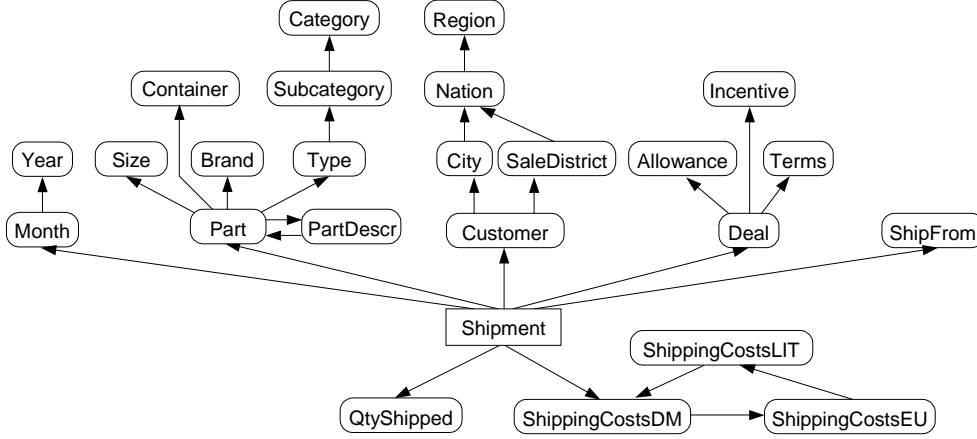 Category
Region
Container
Subcategory
Nation
Incentive
Year
Size
Brand
Type
City
SaleDistrict
Allowance
Terms
Month
Part
PartDescr
Customer
Deal
ShipFrom
Shipment
ShippingCostsLIT
QtyShipped
ShippingCostsDM
ShippingCostsEU